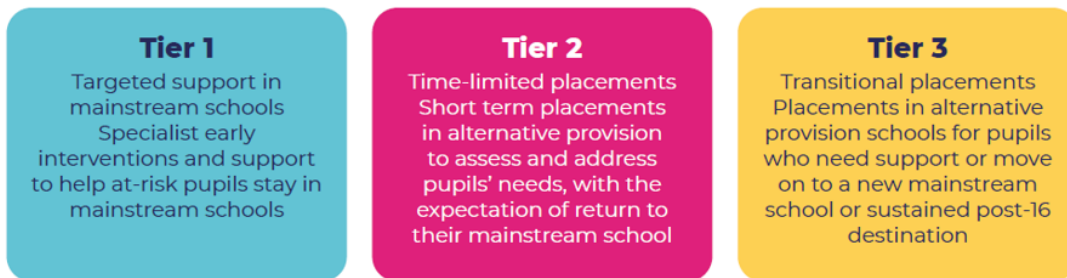 Tier 1
Targeted support in
mainstream schools
Specialist early
interventions and support
to help at-risk pupils stay in
mainstream schools
Tier 2
Time-limited placements
Short term placements
in alternative provision
to assess and address
pupils’ needs, with the
expectation of return to
their mainstream school
Tier 3
Transitional placements
Placements in alternative
provision schools for pupils
who need support or move
on to a new mainstream
school or sustained post-16
destination